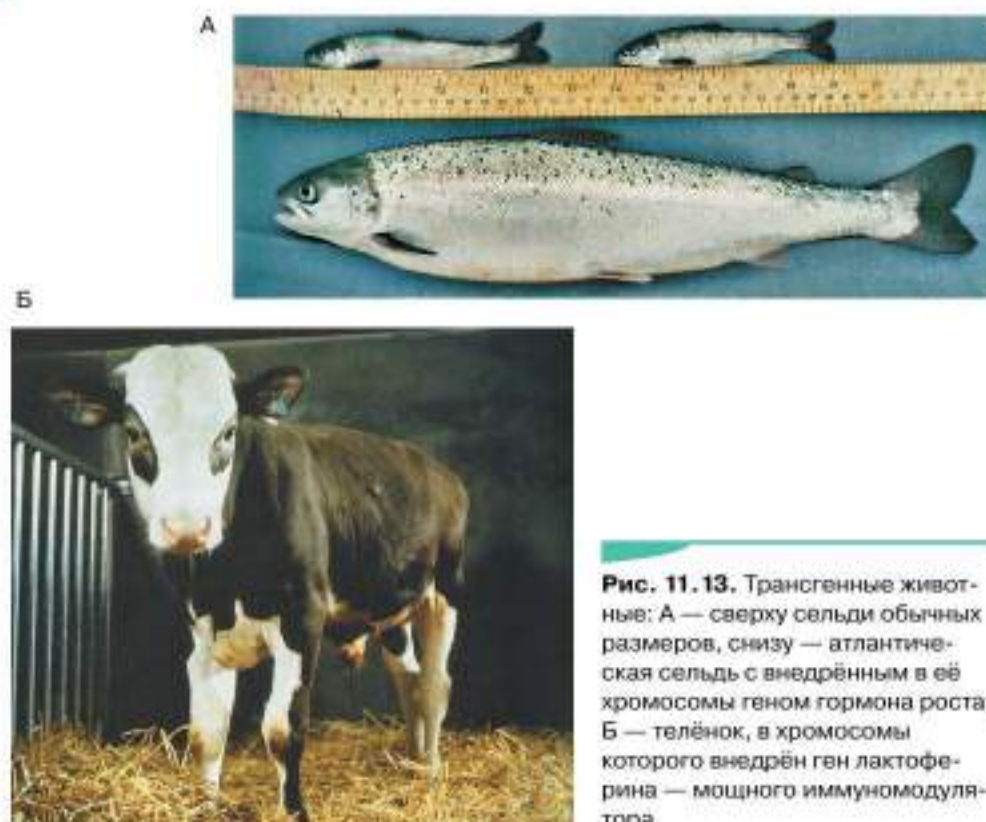 А
Б
Рис. 11.13. Трансгенные живот-
ные: А — сверху сельди обычных
размеров, снизу — атлантиче-
ская сельдь с внедрённым в её
хромосомы геном гормона роста
Б — телёнок, в хромосомы
которого внедрён ген лактофе-
рина — мощного иммуномодуля-
тора